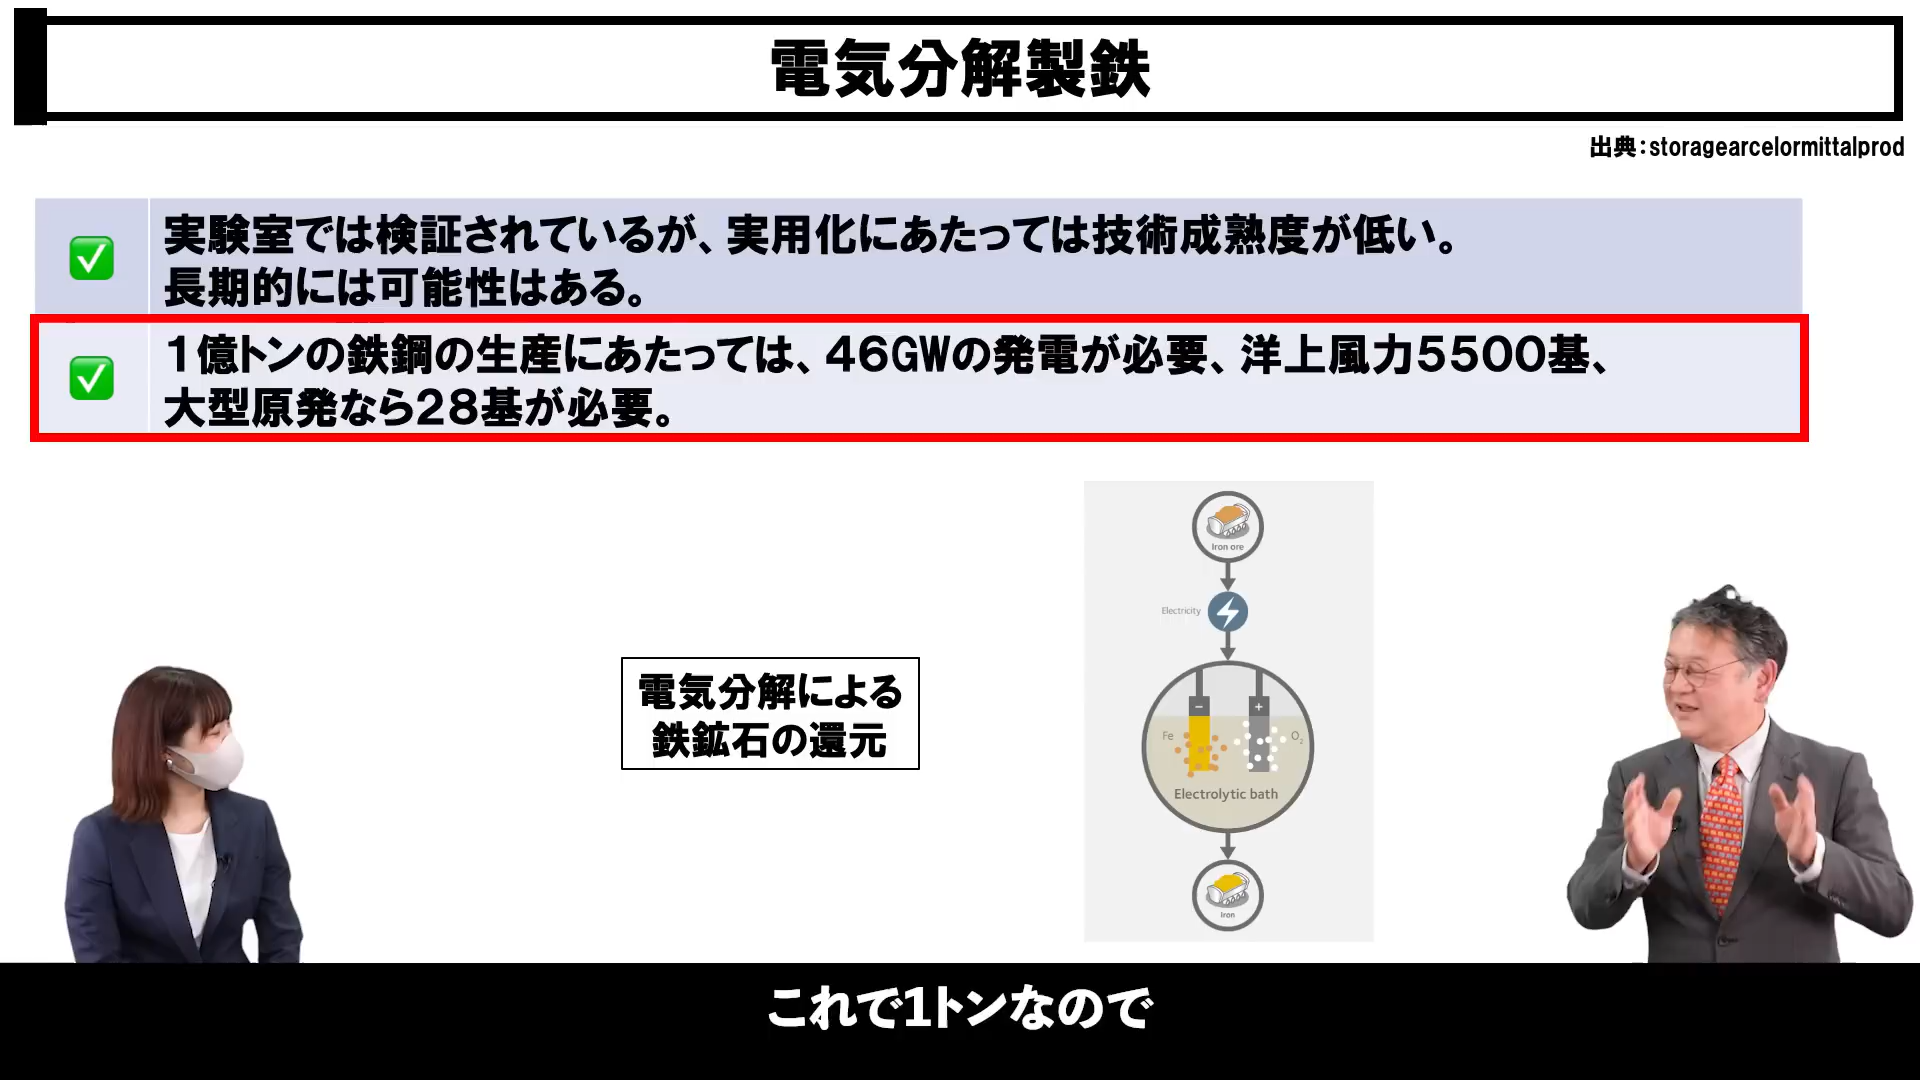 電気分解製鉄
出典：storagearcelormittalprod
実験室では検証されているが、実用化にあたっては技術成熟度が低い。
長期的には可能性はある。
１億トンの鉄鋼の生産にあたっては、４６GWの発電が必要、洋上風力５５００基、
大型原発なら２８基が必要。
Iron ore
Electricity
電気分解による
鉄鉱石の還元
− +
Fe O2
Electrolytic bath
Iron
これで1トンなので